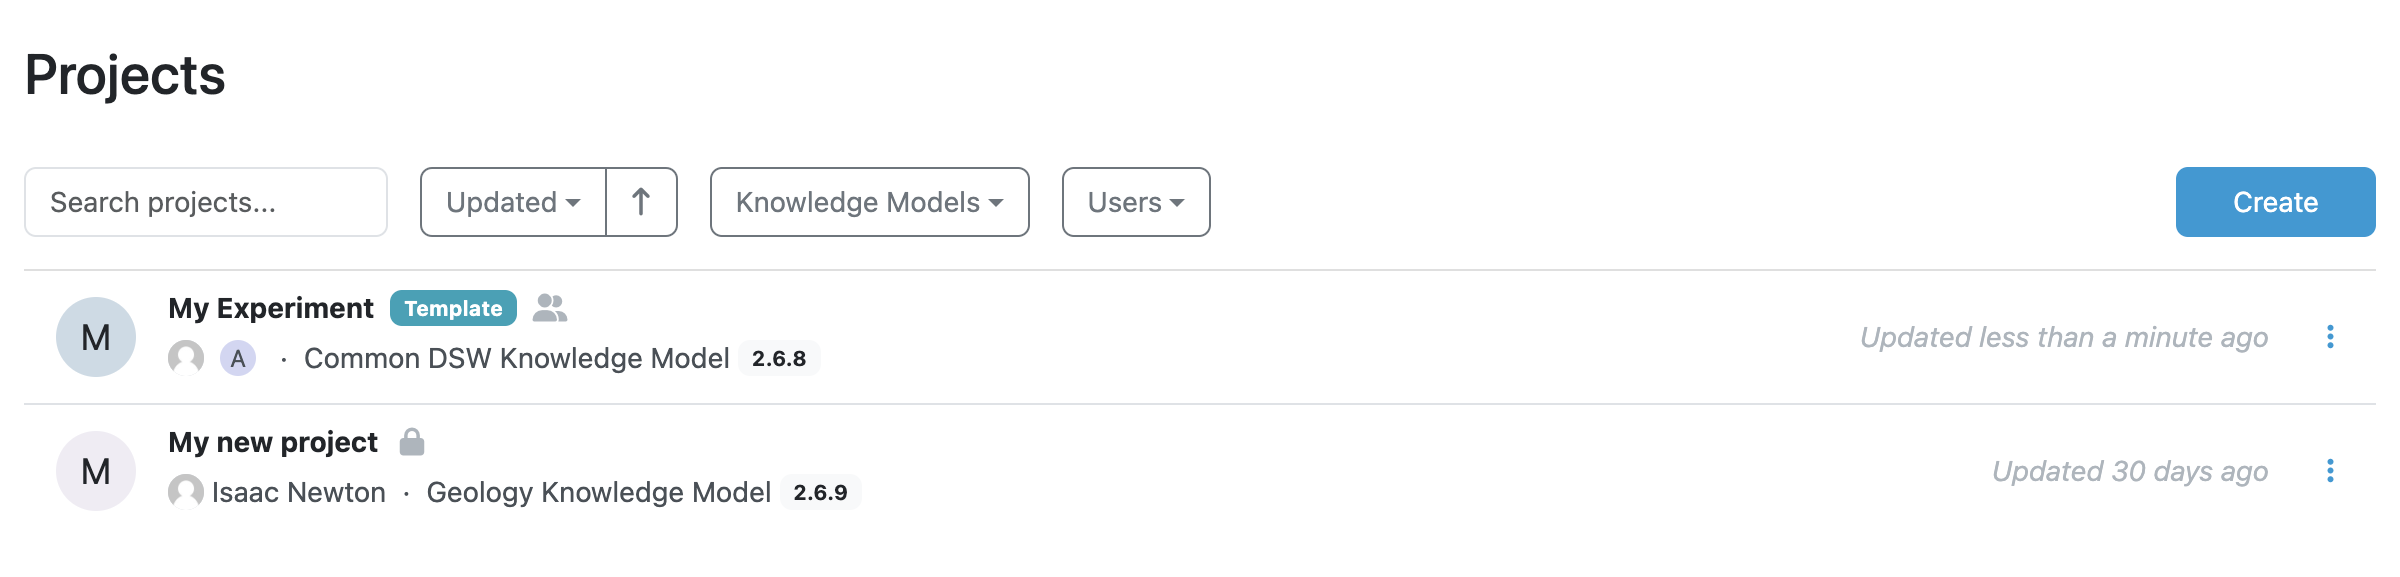 Projects
Search projects...
Updated
Knowledge Models
Users
Create
M
My Experiment Template
A · Common DSW Knowledge Model 2.6.8
Updated less than a minute ago
M
My new project
Isaac Newton · Geology Knowledge Model 2.6.9
Updated 30 days ago